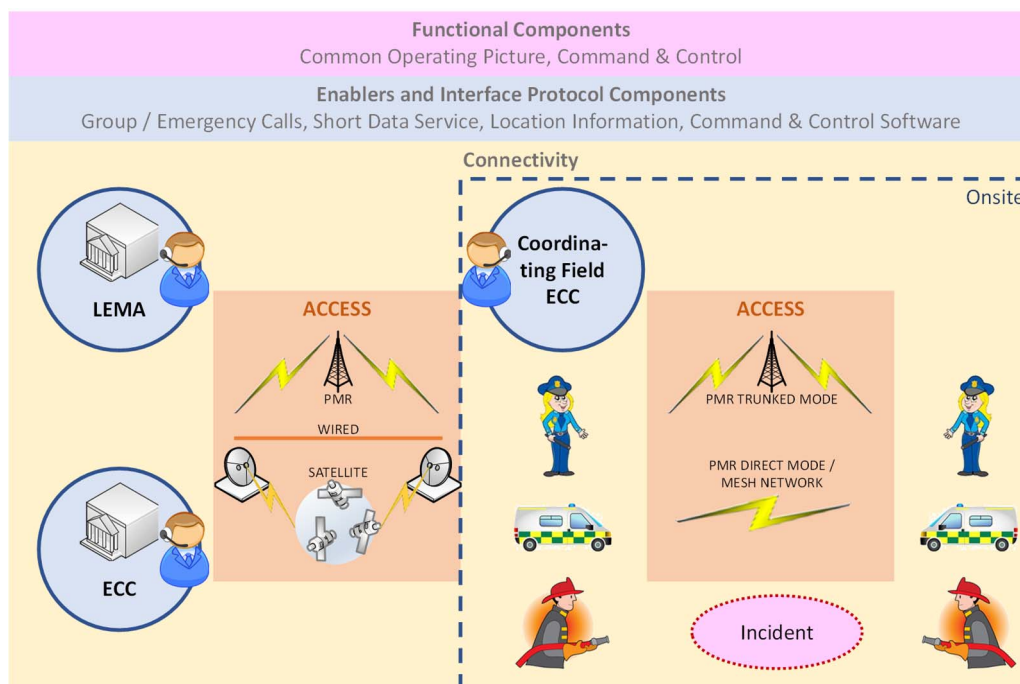 Functional Components
Common Operating Picture, Command & Control
Enablers and Interface Protocol Components
Group / Emergency Calls, Short Data Service, Location Information, Command & Control Software
Connectivity
Onsite
LEMA
Coordina-
ting Field
ECC
ACCESS
PMR
WIRED
SATELLITE
ACCESS
PMR TRUNKED MODE
PMR DIRECT MODE /
MESH NETWORK
ECC
Incident